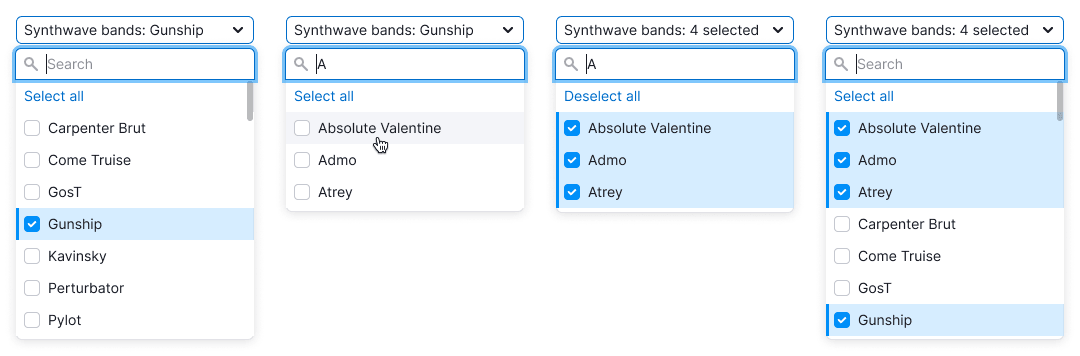 Synthwave bands: Gunship
Search
Select all
Carpenter Brut
Come Truise
GosT
Gunship
Kavinsky
Perturbator
Pylot
Synthwave bands: Gunship
A
Select all
Absolute Valentine
Admo
Atrey
Synthwave bands: 4 selected
A
Deselect all
Absolute Valentine
Admo
Atrey
Synthwave bands: 4 selected
Search
Select all
Absolute Valentine
Admo
Atrey
Carpenter Brut
Come Truise
GosT
Gunship